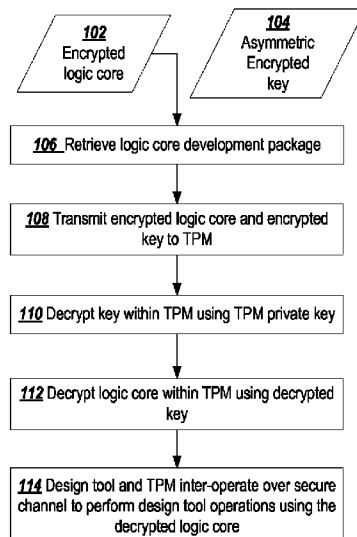 102
Encrypted
logic core
104
Asymmetric
Encrypted
key
106 Retrieve logic core development package
108 Transmit encrypted logic core and encrypted
key to TPM
110 Decrypt key within TPM using TPM private key
112 Decrypt logic core within TPM using decrypted
key
114 Design tool and TPM inter-operate over secure
channel to perform design tool operations using the
decrypted logic core